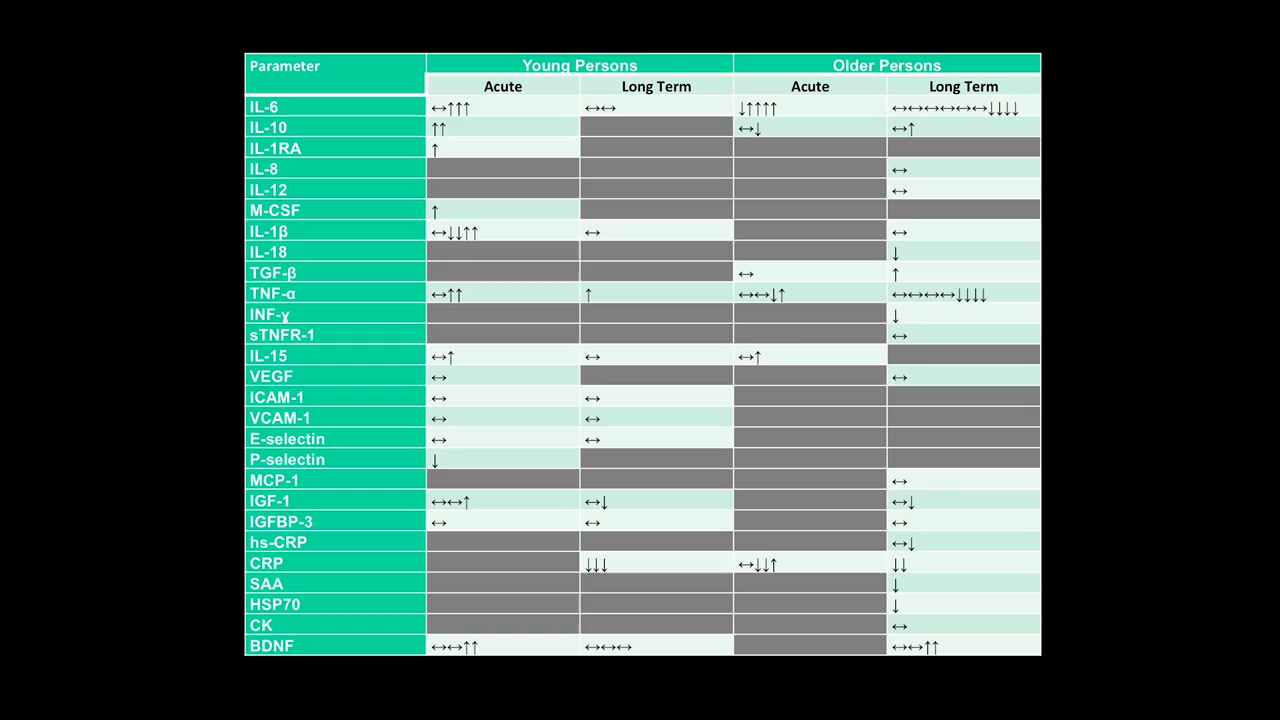 Parameter Young Persons Older Persons
Acute Long Term Acute Long Term
IL-6 ↔↑↑↑ ↔↔ ↓↑↑↑↑ ↔↔↔↔↔↔↓↓↓↓
IL-10 ↑↑ ↔↓ ↔↑
IL-1RA ↑
IL-8 ↔
IL-12 ↔
M-CSF ↑
IL-1β ↔↓↓↑↑ ↔ ↔
IL-18 ↓
TGF-β ↔ ↑
TNF-α ↔↑↑ ↑ ↔↔↓↑ ↔↔↔↔↓↓↓↓
INF-ɣ ↓
sTNFR-1 ↔
IL-15 ↔↑ ↔ ↔↑
VEGF ↔ ↔
ICAM-1 ↔ ↔
VCAM-1 ↔ ↔
E-selectin ↔ ↔
P-selectin ↓
MCP-1 ↔
IGF-1 ↔↔↑ ↔↓ ↔↓
IGFBP-3 ↔ ↔ ↔
hs-CRP ↔↓
CRP ↓↓↓ ↔↓↓↑ ↓↓
SAA ↓
HSP70 ↓
CK ↔
BDNF ↔↔↑↑ ↔↔↔ ↔↔↑↑